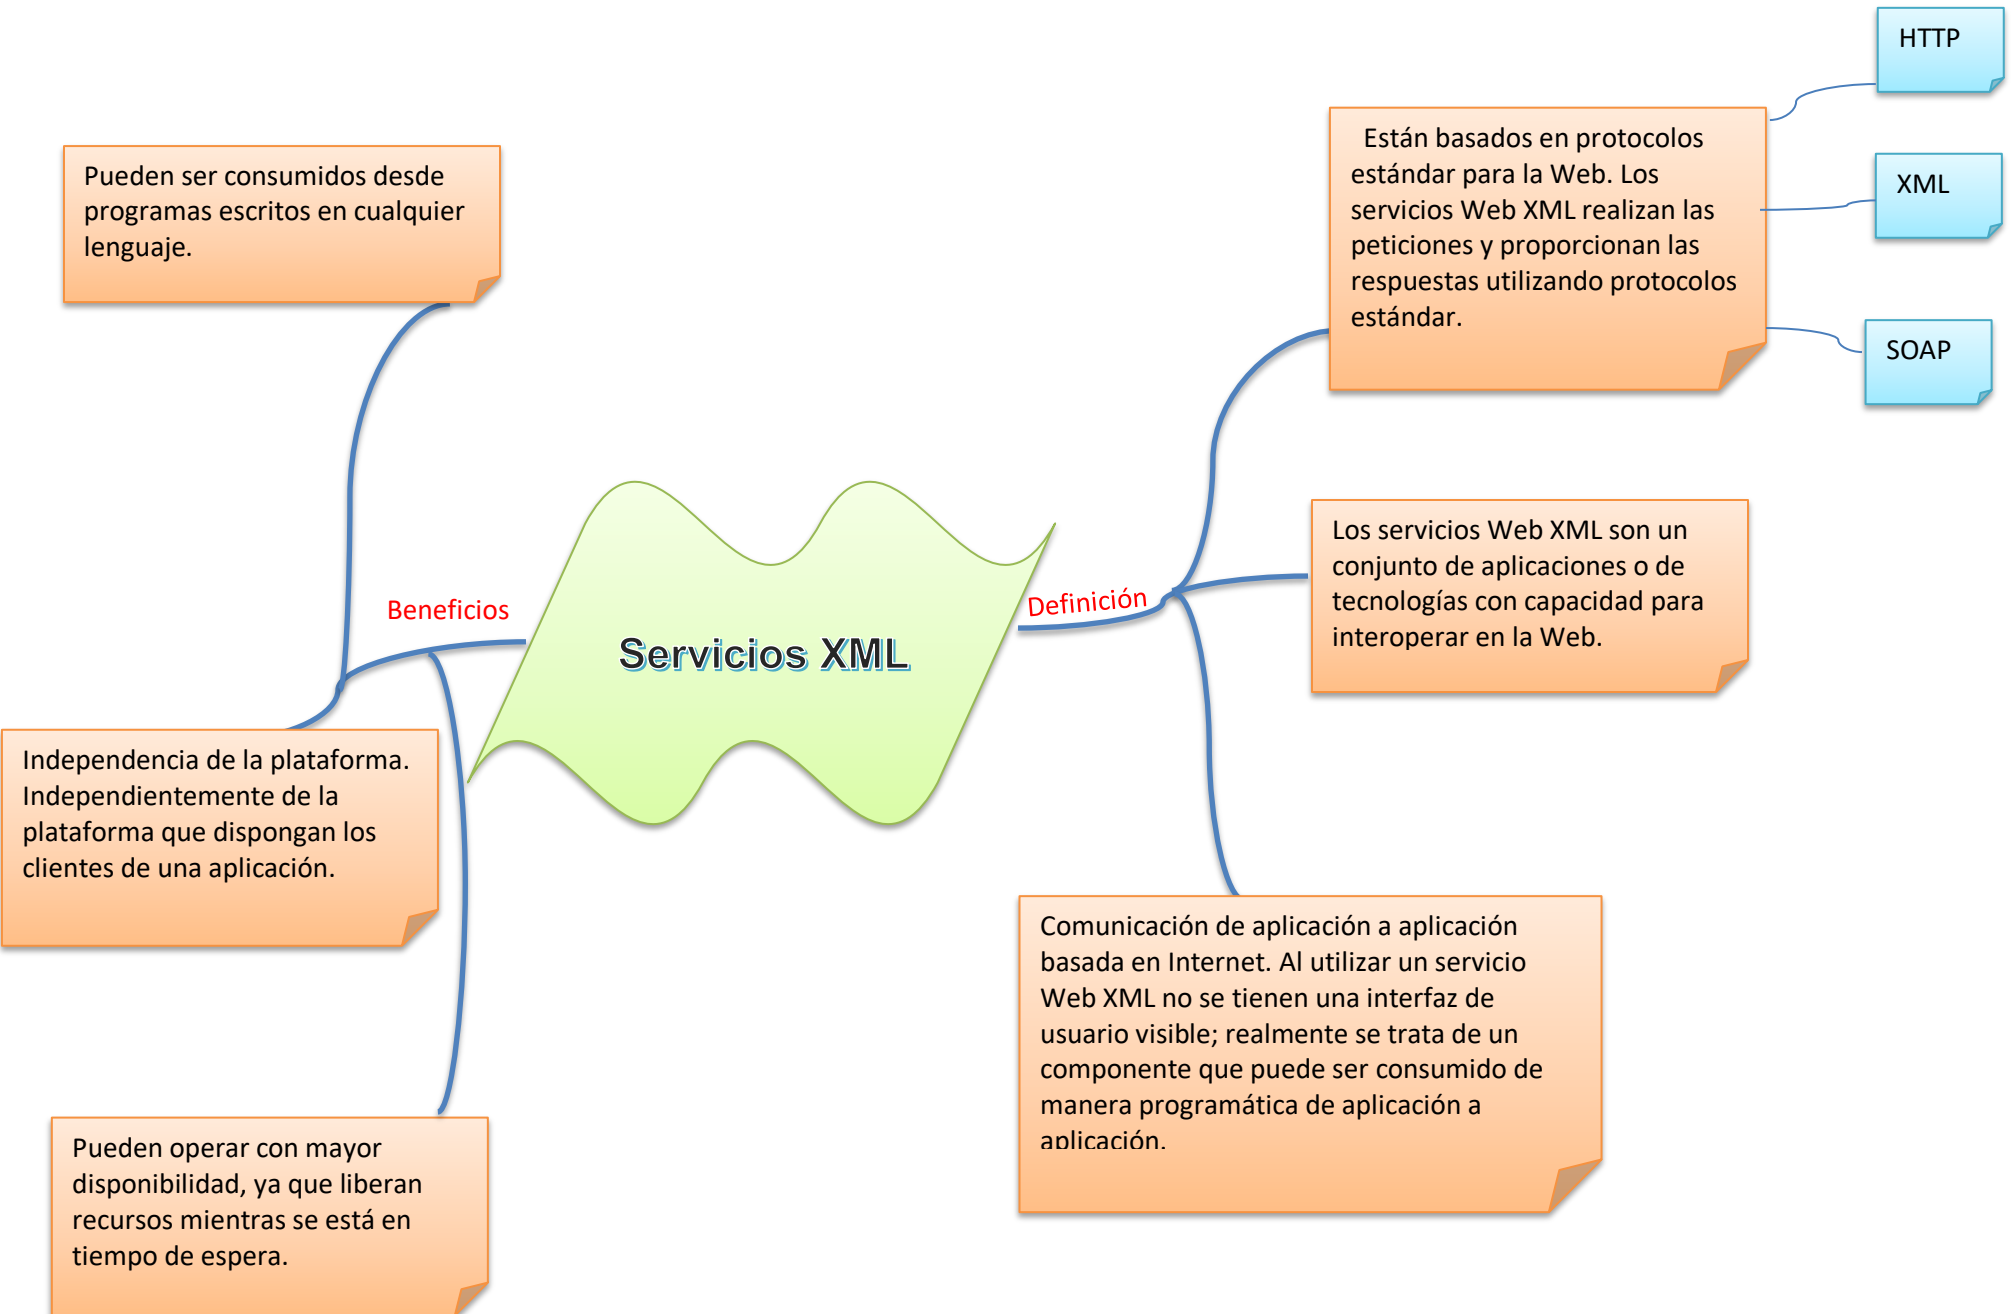 HTTP
Están basados en protocolos
estándar para la Web. Los
servicios Web XML realizan las
peticiones y proporcionan las
respuestas utilizando protocolos
estándar.
XML
SOAP
Pueden ser consumidos desde
programas escritos en cualquier
lenguaje.
Los servicios Web XML son un
conjunto de aplicaciones o de
tecnologías con capacidad para
interoperar en la Web.
Beneficios
Definición
Servicios XML
Independencia de la plataforma.
Independientemente de la
plataforma que dispongan los
clientes de una aplicación.
Comunicación de aplicación a aplicación
basada en Internet. Al utilizar un servicio
Web XML no se tienen una interfaz de
usuario visible; realmente se trata de un
componente que puede ser consumido de
manera programática de aplicación a
aplicación.
Pueden operar con mayor
disponibilidad, ya que liberan
recursos mientras se está en
tiempo de espera.